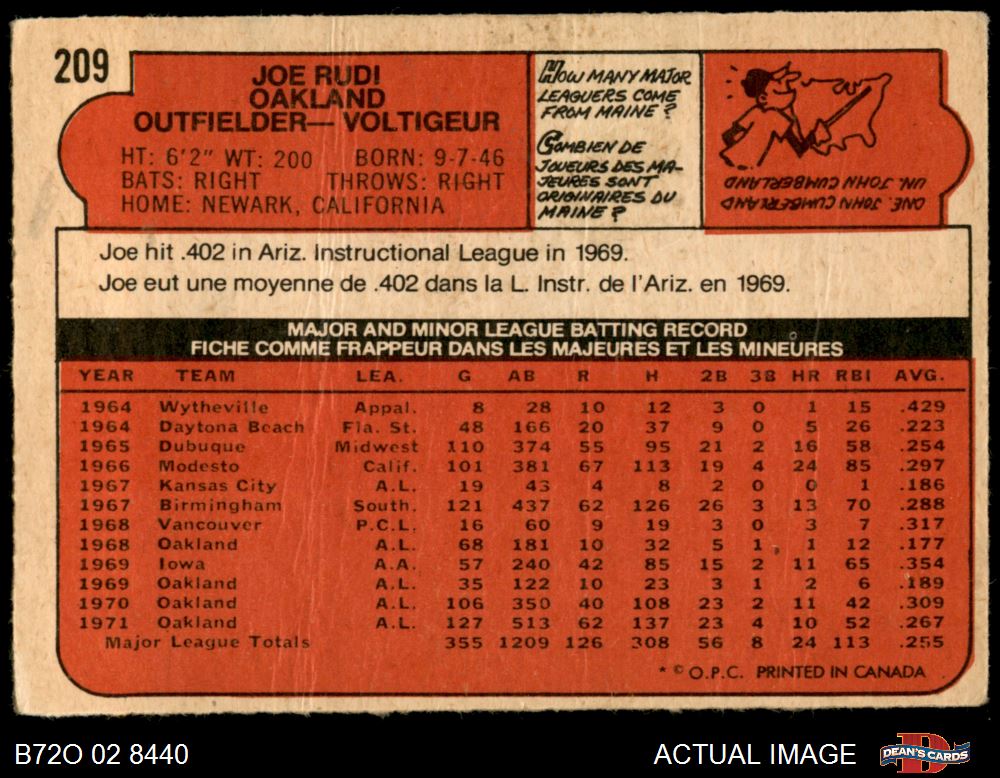 209
JOE RUDI
OAKLAND
OUTFIELDER— VOLTIGEUR
HT: 6'2" WT: 200 BORN: 9-7-46
BATS: RIGHT THROWS: RIGHT
HOME: NEWARK, CALIFORNIA
HOW MANY MAJOR
LEAGUERS COME
FROM MAINE?
COMBIEN DE
JOUEURS DES MA-
JEURES SONT
ORIGINAIRES DU
MAINE?
ONE. JOHN CUMBERLAND
UN. JOHN CUMBERLAND
Joe hit .402 in Ariz. Instructional League in 1969.
Joe eut une moyenne de .402 dans la L. Instr. de l'Ariz. en 1969.
MAJOR AND MINOR LEAGUE BATTING RECORD
FICHE COMME FRAPPEUR DANS LES MAJEURES ET LES MINEURES
YEAR TEAM LEA. G AB R H 2B 3B HR RBI AVG.
1964 Wytheville Appal. 8 28 10 12 3 0 1 15 .429
1964 Daytona Beach Fla. St. 48 166 20 37 9 0 5 26 .223
1965 Dubuque Midwest 110 374 55 95 21 2 16 58 .254
1966 Modesto Calif. 101 381 67 113 19 4 24 85 .297
1967 Kansas City A.L. 19 43 4 8 2 0 0 1 .186
1967 Birmingham South. 121 437 62 126 26 3 13 70 .288
1968 Vancouver P.C.L. 16 60 9 19 3 0 3 7 .317
1968 Oakland A.L. 68 181 10 32 5 1 1 12 .177
1969 Iowa A.A. 57 240 42 85 15 2 11 65 .354
1969 Oakland A.L. 35 122 10 23 3 1 2 6 .189
1970 Oakland A.L. 106 350 40 108 23 2 11 42 .309
1971 Oakland A.L. 127 513 62 137 23 4 10 52 .267
Major League Totals 355 1209 126 308 56 8 24 113 .255
* © O.P.C. PRINTED IN CANADA
B72O 02 8440
ACTUAL IMAGE
DEAN'S CARDS